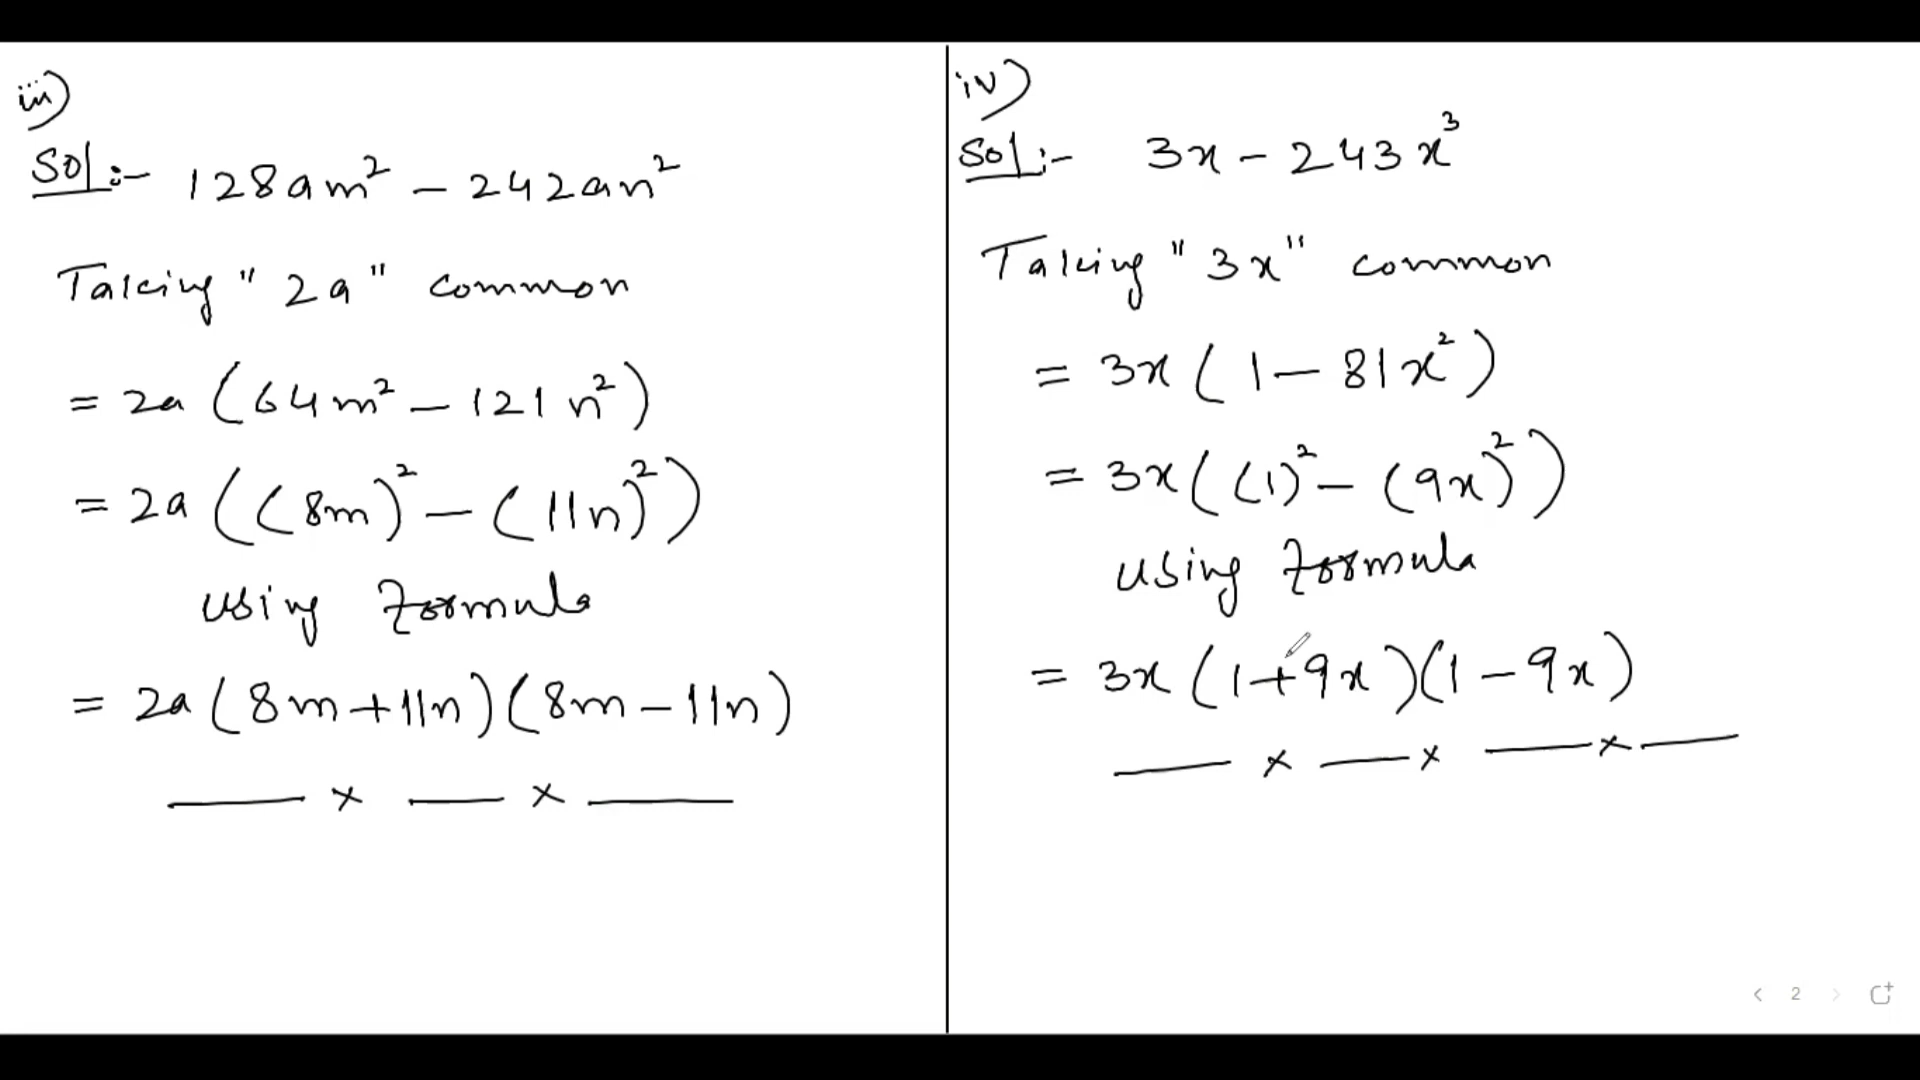 iii)
Sol:- 128am² - 242an²
Taking "2a" common
= 2a (64m² - 121n²)
= 2a ((8m)² - (11n)²)
using formula
= 2a (8m+11n)(8m-11n)
iv)
Sol:- 3x - 243x³
Taking "3x" common
= 3x (1 - 81x²)
= 3x ((1)² - (9x)²)
using formula
= 3x (1+9x)(1-9x)
2